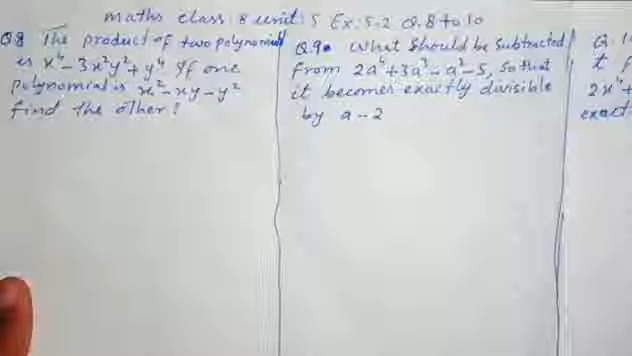 maths class: 8 unit: 5 Ex: 5.2 Q.8 to 10
Q8 The product of two polynomial
is x⁴ - 3x²y² + y⁴ If one
polynomial is x² - xy - y²
find the other!
Q.9. What should be subtracted
from 2a⁴ + 3a³ - a² - 5, so that
it becomes exactly divisible
by a - 2
2x⁴ +
exact